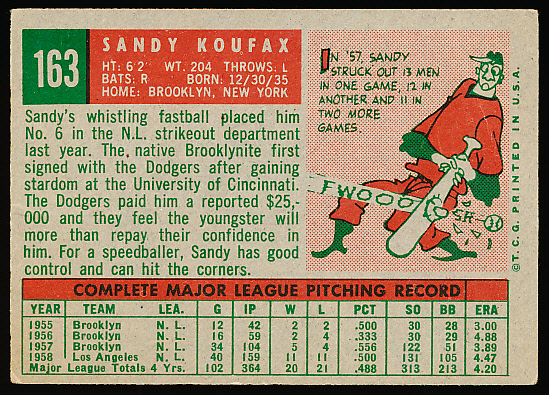 163
SANDY KOUFAX
HT: 6'2" WT. 204 THROWS: L
BATS: R BORN: 12/30/35
HOME: BROOKLYN, NEW YORK
Sandy's whistling fastball placed him
No. 6 in the N.L. strikeout department
last year. The, native Brooklynite first
signed with the Dodgers after gaining
stardom at the University of Cincinnati.
The Dodgers paid him a reported $25,-
000 and they feel the youngster will
more than repay their confidence in
him. For a speedballer, Sandy has good
control and can hit the corners.
IN '57, SANDY
STRUCK OUT 13 MEN
IN ONE GAME, 12 IN
ANOTHER AND 11 IN
TWO MORE
GAMES.
FWOOO
©T.C.G. PRINTED IN U.S.A.
COMPLETE MAJOR LEAGUE PITCHING RECORD
YEAR TEAM LEA. G IP W L PCT SO BB ERA
1955 Brooklyn N. L. 12 42 2 2 .500 30 28 3.00
1956 Brooklyn N. L. 16 59 2 4 .333 30 29 4.88
1957 Brooklyn N. L. 34 104 5 4 .556 122 51 3.89
1958 Los Angeles N. L. 40 159 11 11 .500 131 105 4.47
Major League Totals 4 Yrs. 102 364 20 21 .488 313 213 4.20